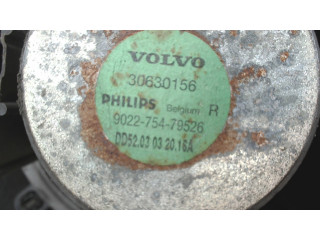 VOLVO
30630156
PHILIPS Belgium R
9022-754-79526
DD52.03 03 20.16A